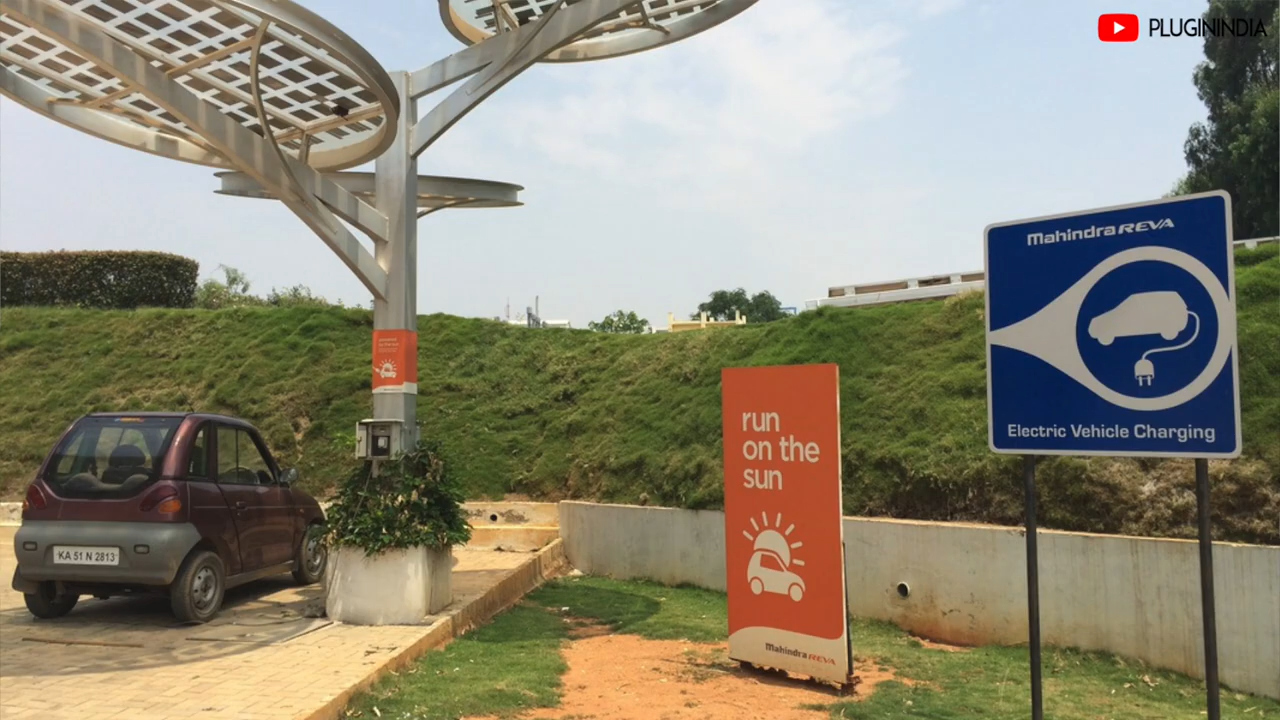 PLUGININDIA
Mahindra REVA
Electric Vehicle Charging
run
on the
sun
Mahindra REVA
KA 51 N 2813